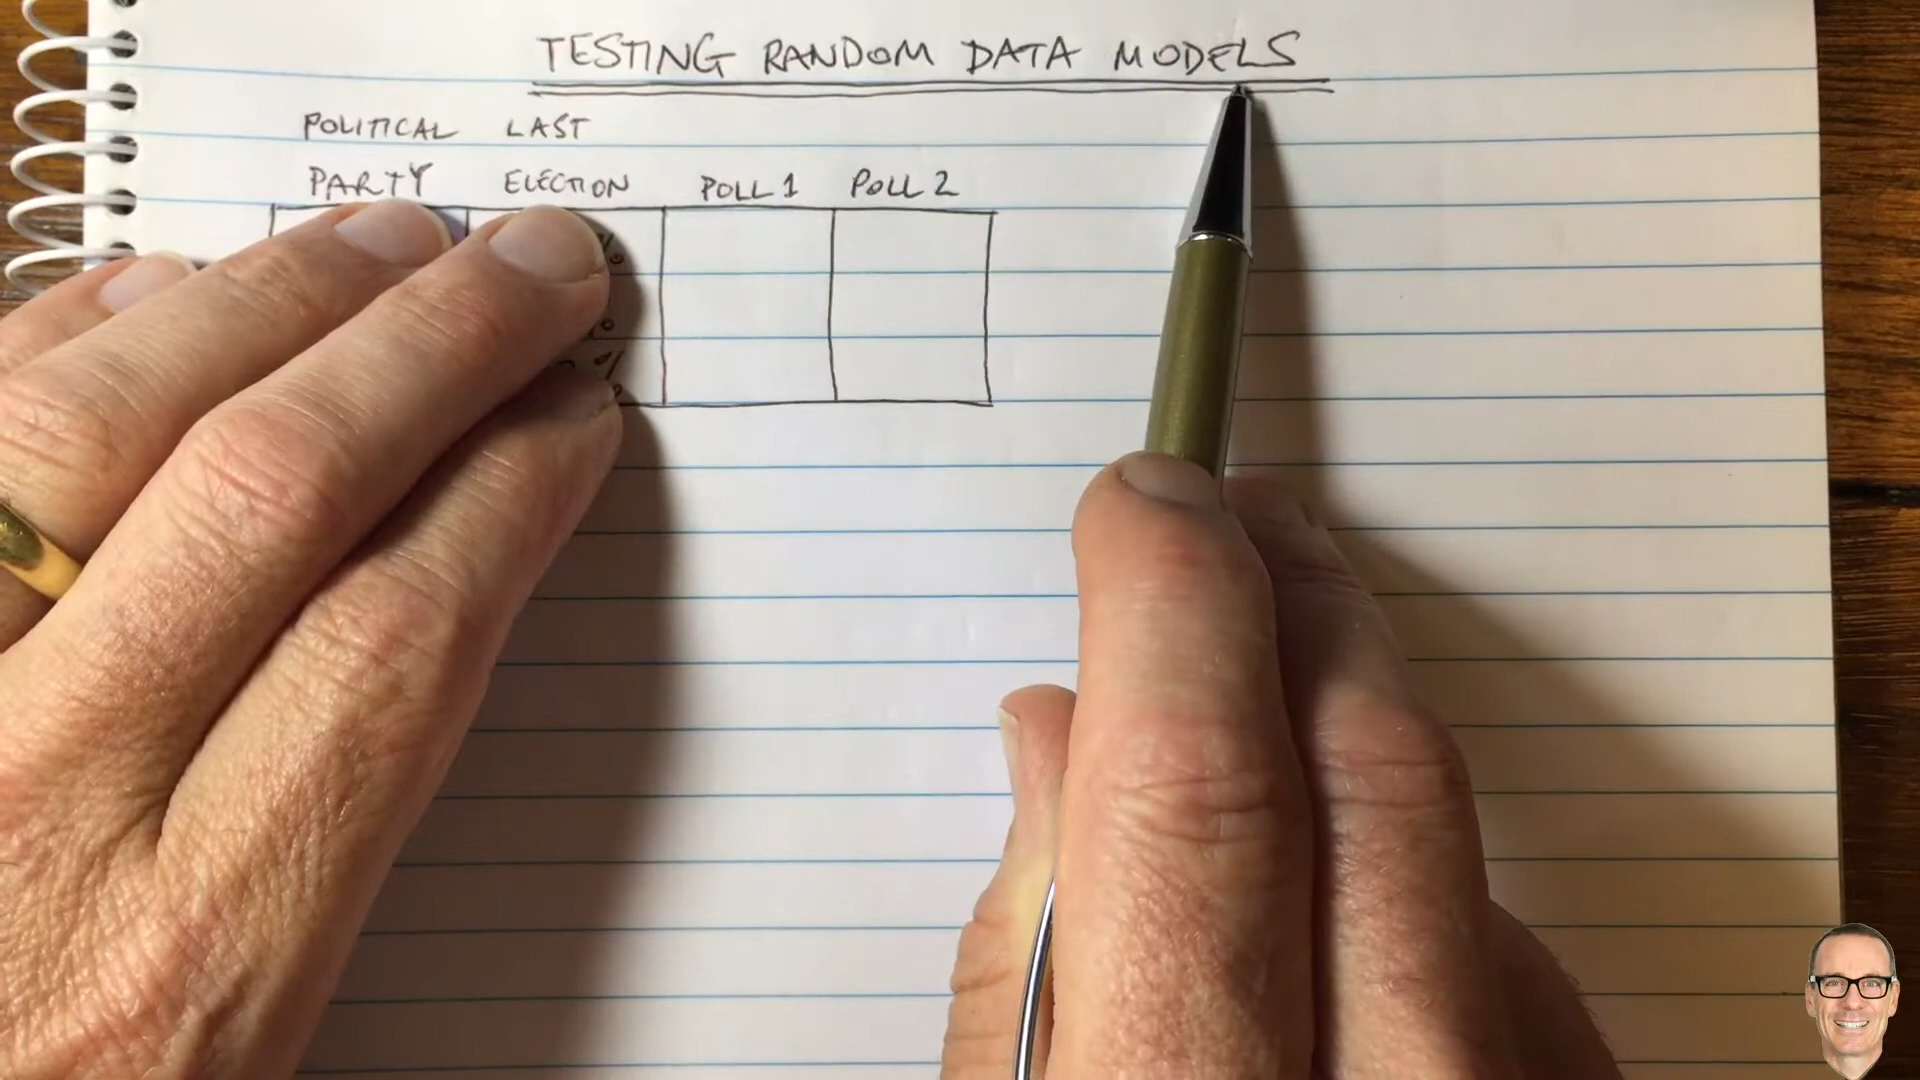 TESTING RANDOM DATA MODELS
POLITICAL LAST
PARTY ELECTION POLL 1 POLL 2
%
%
%